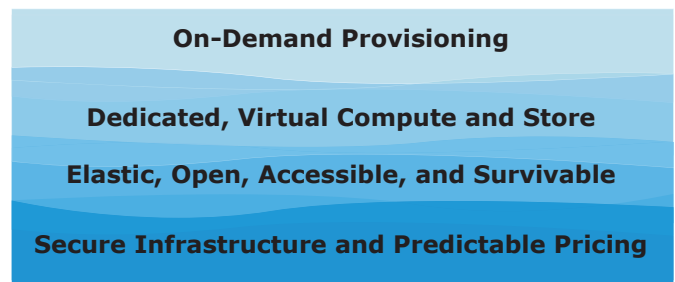 On-Demand Provisioning
Dedicated, Virtual Compute and Store
Elastic, Open, Accessible, and Survivable
Secure Infrastructure and Predictable Pricing